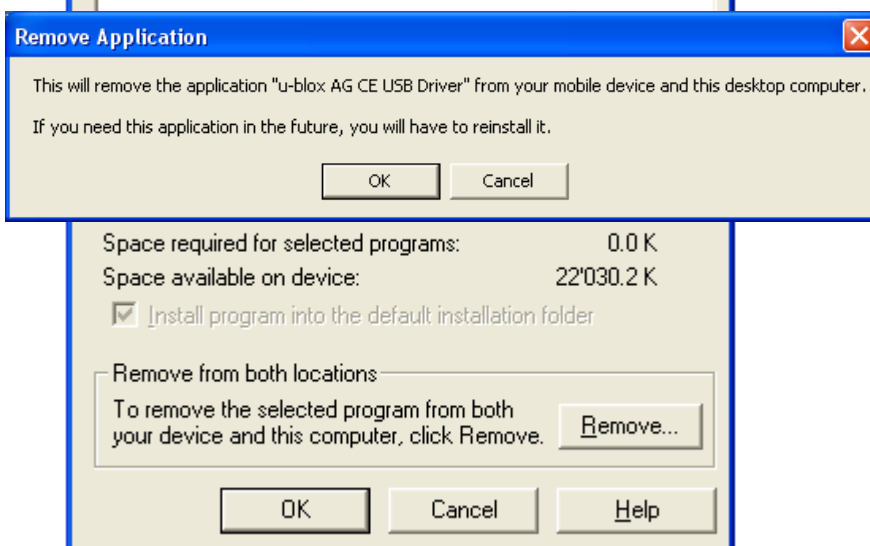 Remove Application
This will remove the application "u-blox AG CE USB Driver" from your mobile device and this desktop computer.
If you need this application in the future, you will have to reinstall it.
OK Cancel
Space required for selected programs: 0.0 K
Space available on device: 22'030.2 K
Install program into the default installation folder
Remove from both locations
To remove the selected program from both
your device and this computer, click Remove.
Remove...
OK Cancel Help